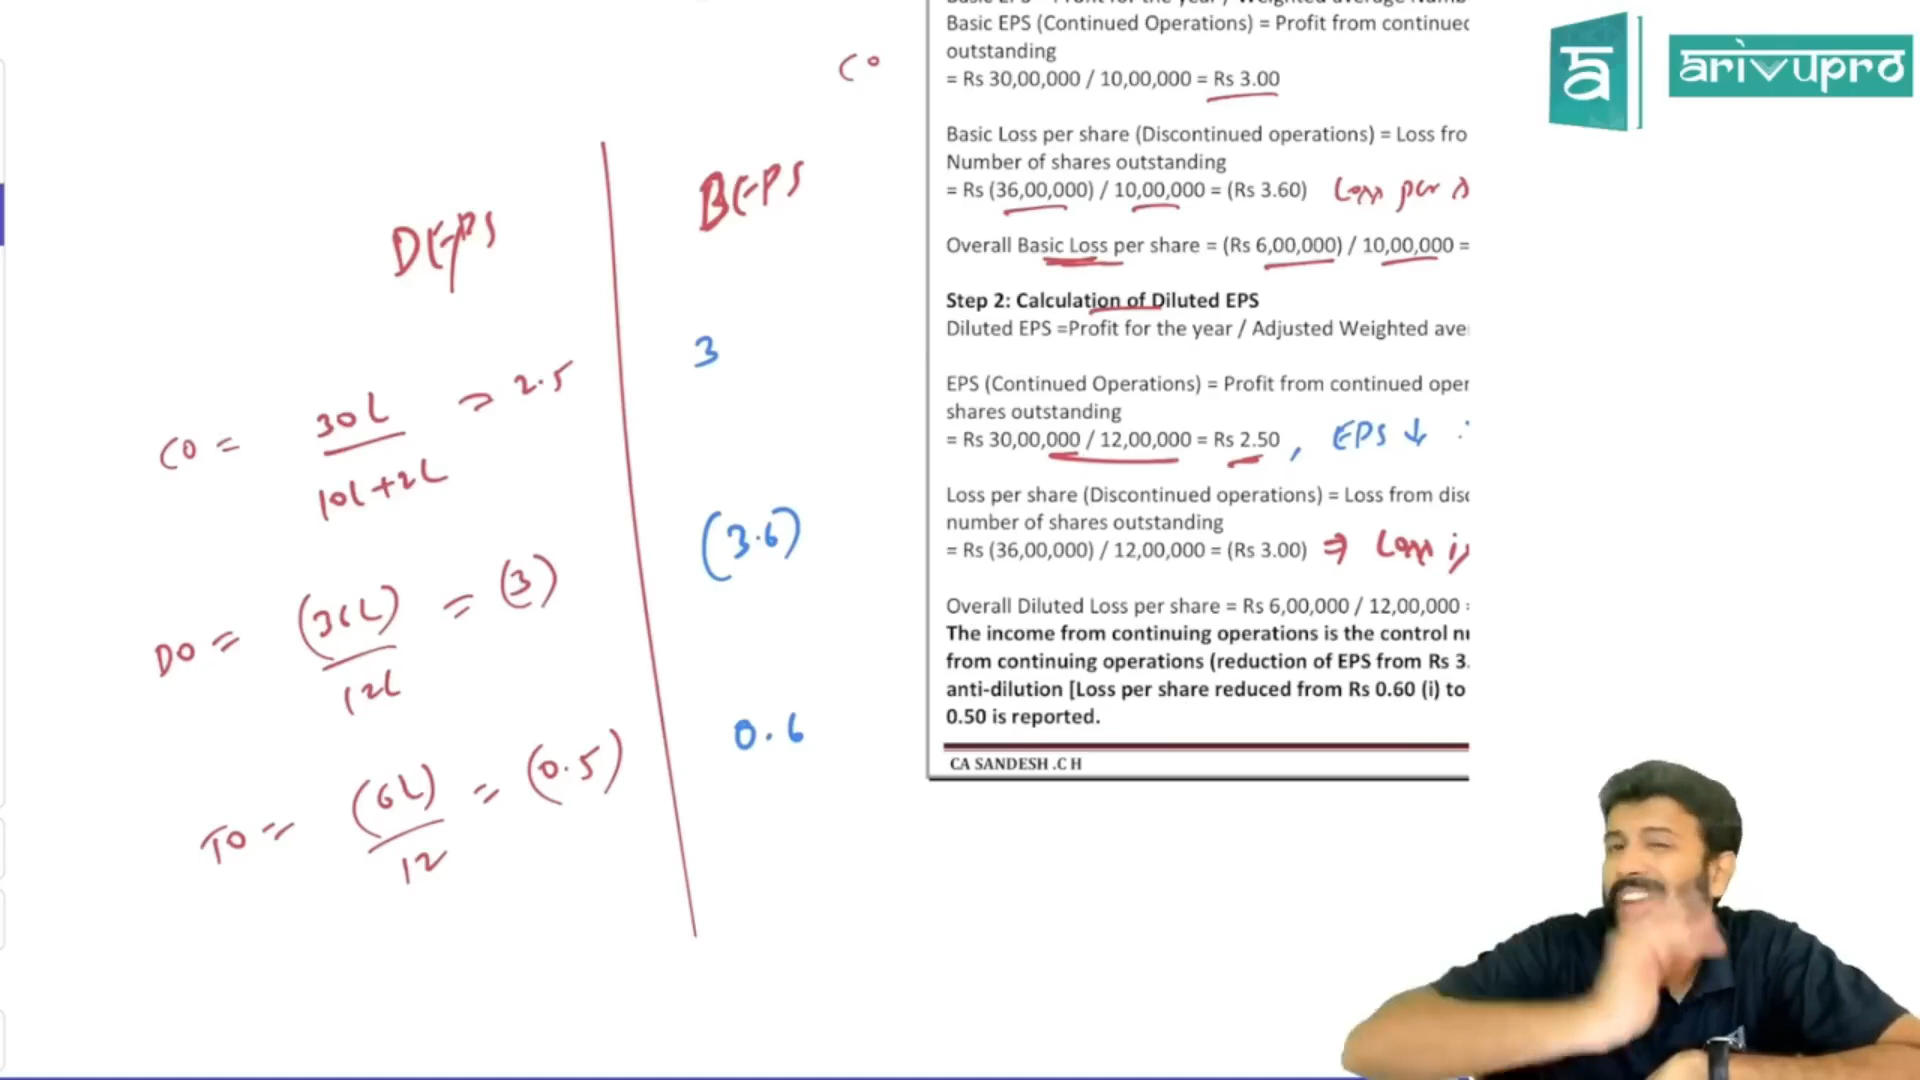 Basic EPS (Continued Operations) = Profit from continued
outstanding
= Rs 30,00,000 / 10,00,000 = Rs 3.00
Basic Loss per share (Discontinued operations) = Loss fro
Number of shares outstanding
= Rs (36,00,000) / 10,00,000 = (Rs 3.60) Loss per s
Overall Basic Loss per share = (Rs 6,00,000) / 10,00,000 =
Step 2: Calculation of Diluted EPS
Diluted EPS =Profit for the year / Adjusted Weighted ave
EPS (Continued Operations) = Profit from continued oper
shares outstanding
= Rs 30,00,000 / 12,00,000 = Rs 2.50 , EPS ↓ ∴
Loss per share (Discontinued operations) = Loss from disc
number of shares outstanding
= Rs (36,00,000) / 12,00,000 = (Rs 3.00) ⇒ Loss is
Overall Diluted Loss per share = Rs 6,00,000 / 12,00,000 =
The income from continuing operations is the control nu
from continuing operations (reduction of EPS from Rs 3.
anti-dilution [Loss per share reduced from Rs 0.60 (i) to
0.50 is reported.
CA SANDESH .C H
arivupro
CO
DEPS BEPS
CO = 30L / 10L+2L = 2.5 3
DO = (36L) / 12L = (3) (3.6)
TO = (6L) / 12 = (0.5) 0.6